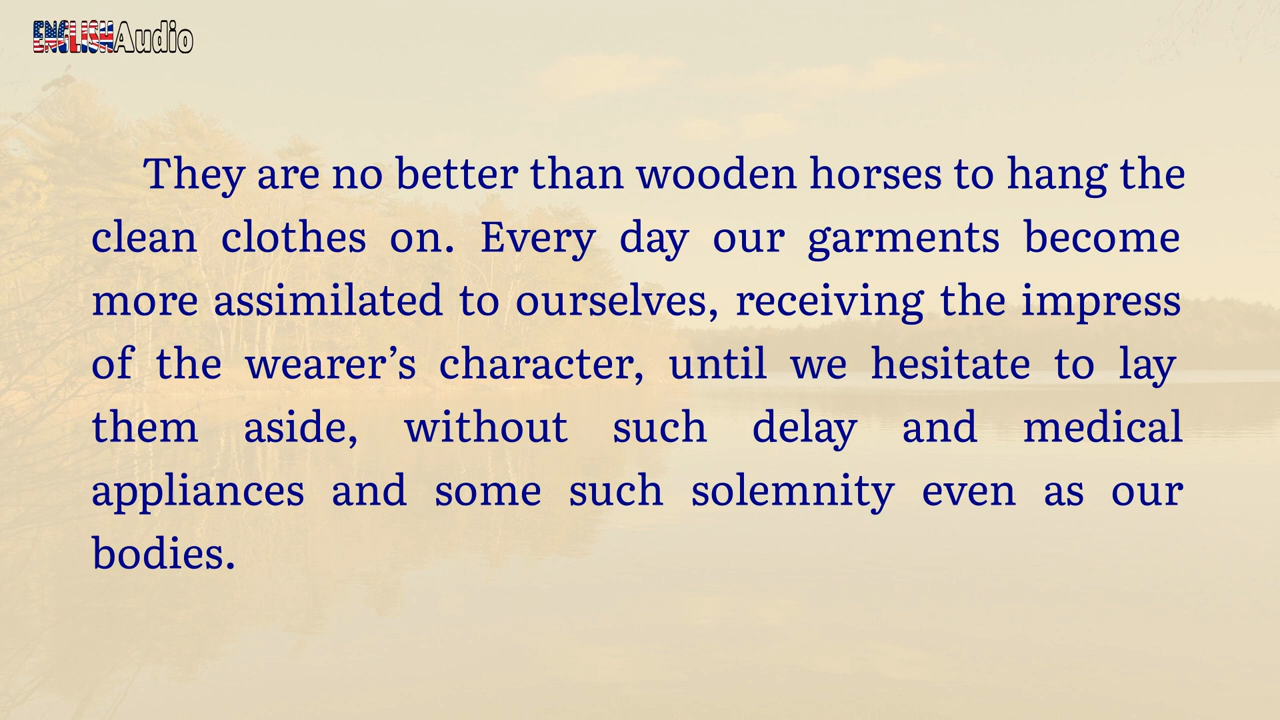 ENGLISHAudio
They are no better than wooden horses to hang the
clean clothes on. Every day our garments become
more assimilated to ourselves, receiving the impress
of the wearer’s character, until we hesitate to lay
them aside, without such delay and medical
appliances and some such solemnity even as our
bodies.